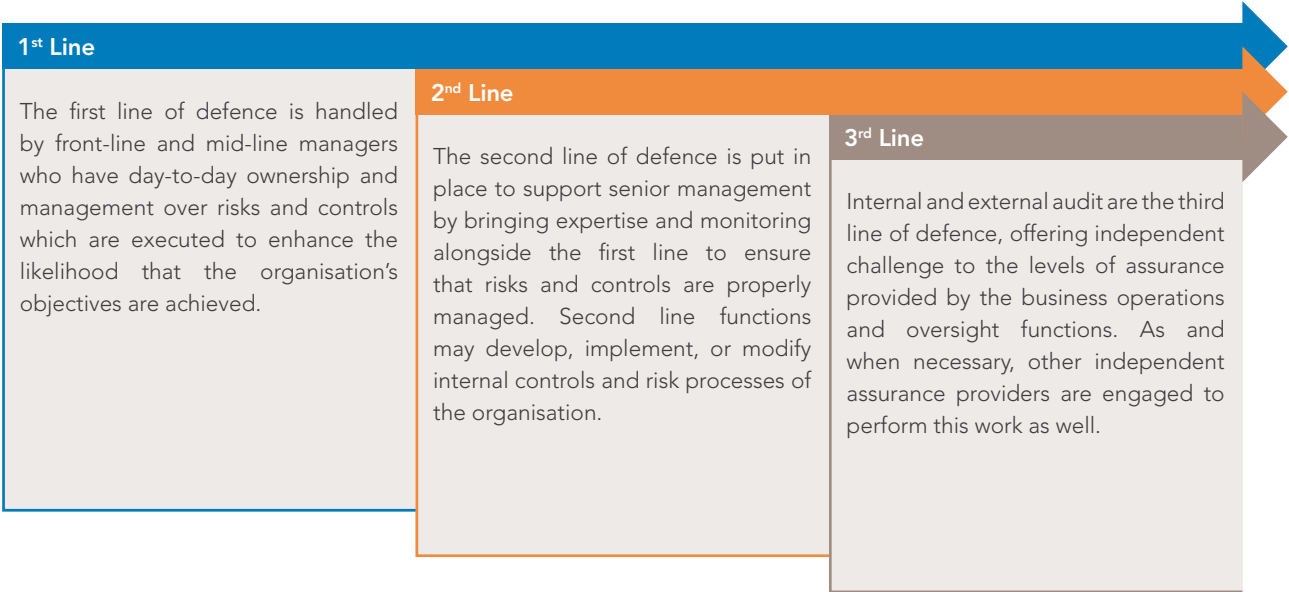 1st Line
The first line of defence is handled
by front-line and mid-line managers
who have day-to-day ownership and
management over risks and controls
which are executed to enhance the
likelihood that the organisation's
objectives are achieved.
2nd Line
The second line of defence is put in
place to support senior management
by bringing expertise and monitoring
alongside the first line to ensure
that risks and controls are properly
managed. Second line functions
may develop, implement, or modify
internal controls and risk processes of
the organisation.
3rd Line
Internal and external audit are the third
line of defence, offering independent
challenge to the levels of assurance
provided by the business operations
and oversight functions. As and
when necessary, other independent
assurance providers are engaged to
perform this work as well.